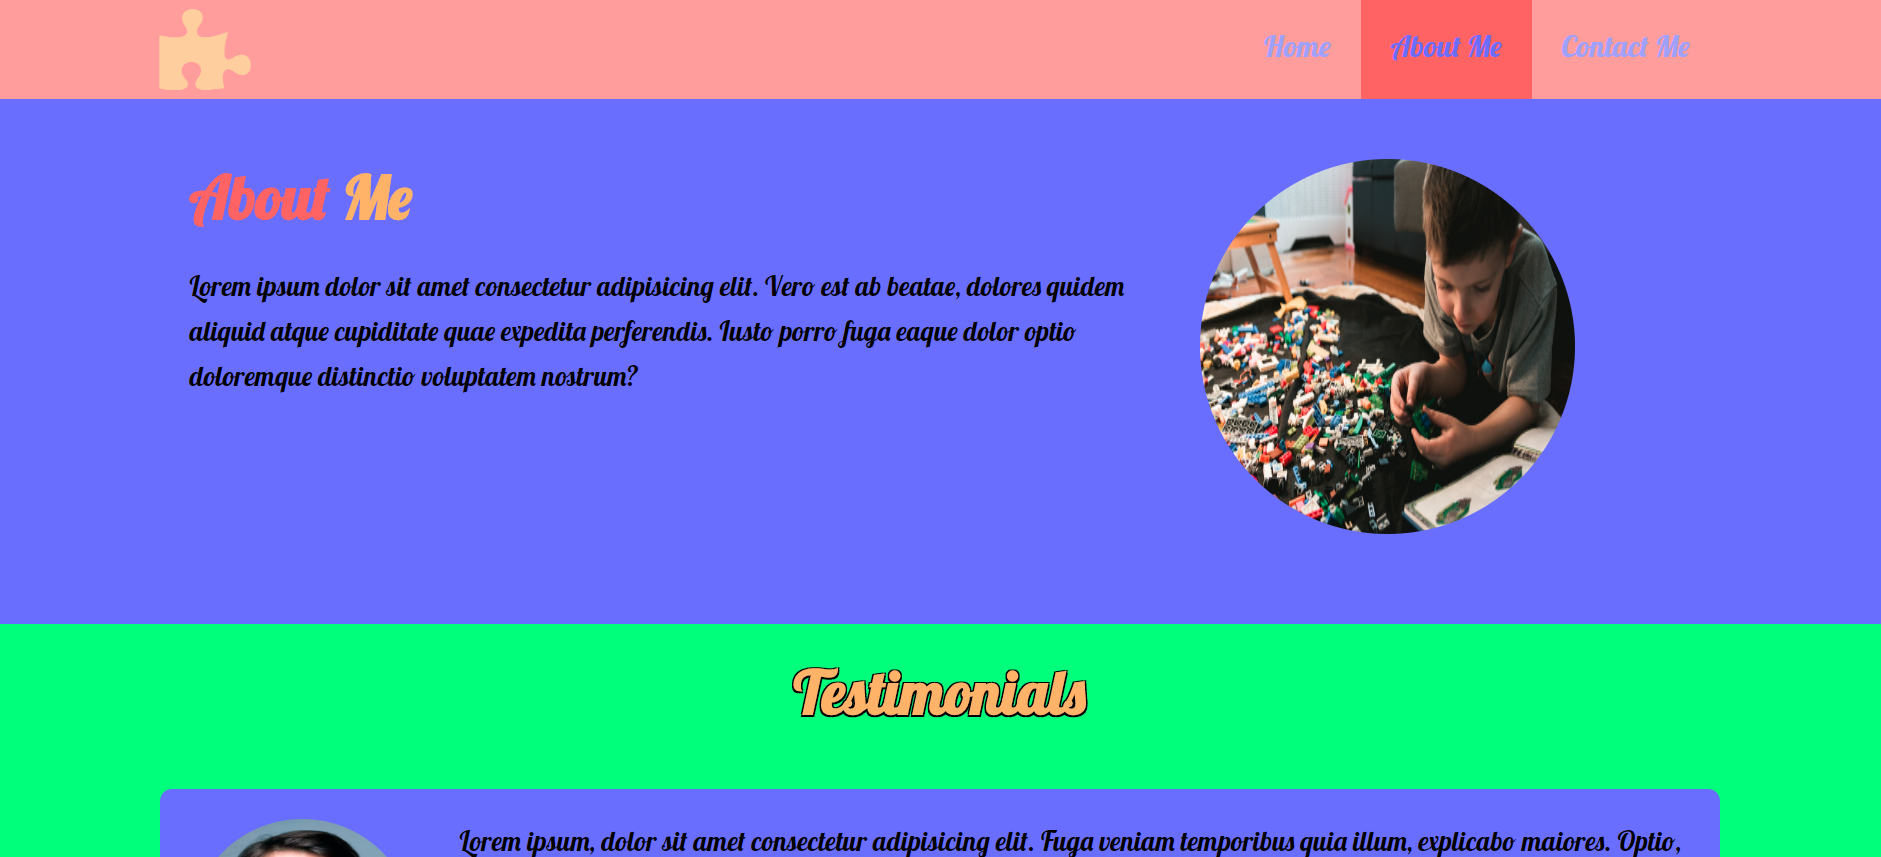 Home About Me Contact Me
About Me
Lorem ipsum dolor sit amet consectetur adipisicing elit. Vero est ab beatae, dolores quidem
aliquid atque cupiditate quae expedita perferendis. Iusto porro fuga eaque dolor optio
doloremque distinctio voluptatem nostrum?
Testimonials
Lorem ipsum, dolor sit amet consectetur adipisicing elit. Fuga veniam temporibus quia illum, explicabo maiores. Optio,